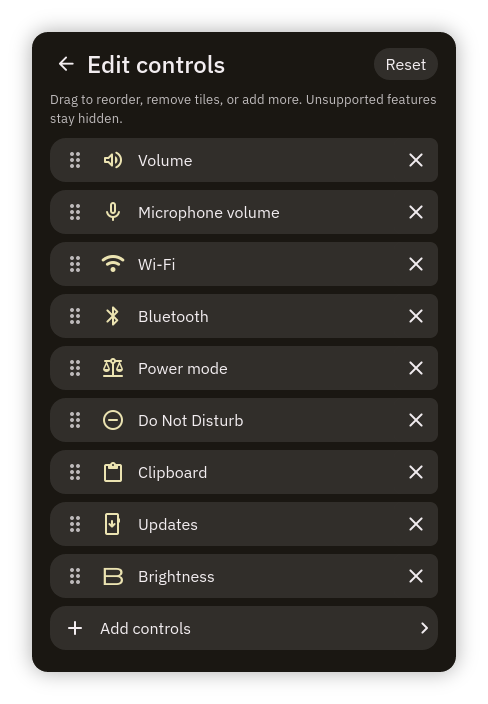 Edit controls
Reset
Drag to reorder, remove tiles, or add more. Unsupported features
stay hidden.
Volume
Microphone volume
Wi-Fi
Bluetooth
Power mode
Do Not Disturb
Clipboard
Updates
Brightness
Add controls